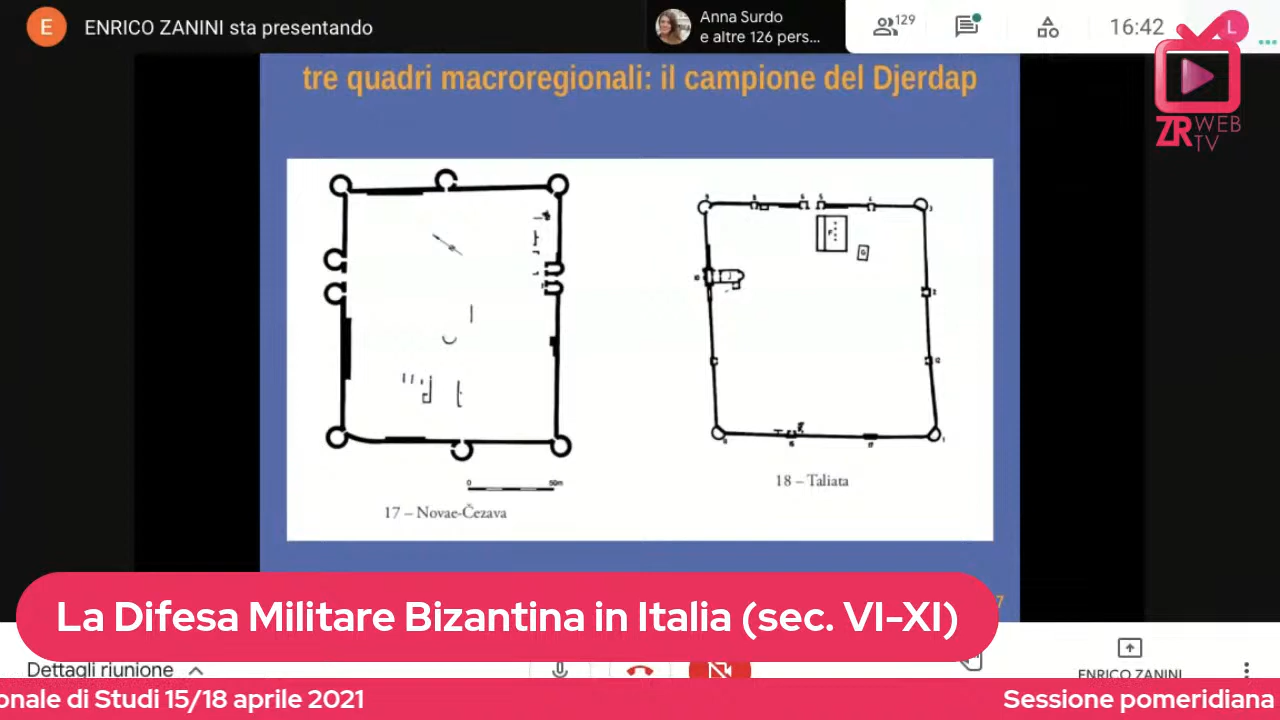 E
ENRICO ZANINI sta presentando
Anna Surdo
e altre 126 pers...
129
16:42
L
ZR WEB
TV
tre quadri macroregionali: il campione del Djerdap
0
50m
17 – Novae-Čezava
18 – Taliata
7
La Difesa Militare Bizantina in Italia (sec. VI-XI)
Dettagli riunione
ENRICO ZANINI
onale di Studi 15/18 aprile 2021
Sessione pomeridiana